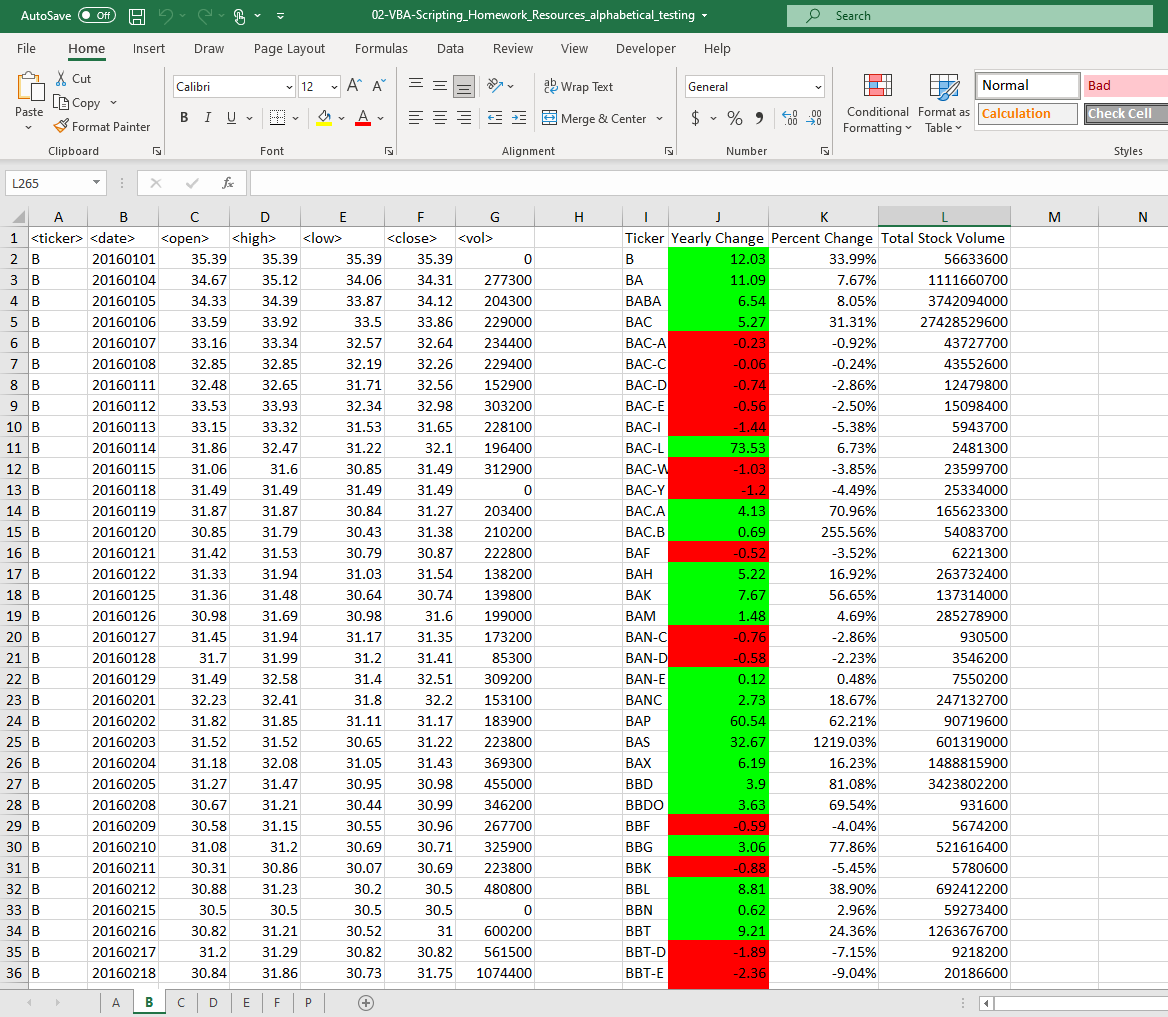 AutoSave Off 02-VBA-Scripting_Homework_Resources_alphabetical_testing Search
File Home Insert Draw Page Layout Formulas Data Review View Developer Help
Paste Cut Copy Format Painter Clipboard
Calibri 12 B I U A Font
ab Wrap Text Merge & Center Alignment
General $ % Number
Conditional Formatting Format as Table Normal Bad Calculation Check Cell Styles
L265 fx
A B C D E F G H I J K L M N
1 <ticker> <date> <open> <high> <low> <close> <vol> Ticker Yearly Change Percent Change Total Stock Volume
2 B 20160101 35.39 35.39 35.39 35.39 0 B 12.03 33.99% 56633600
3 B 20160104 34.67 35.12 34.06 34.31 277300 BA 11.09 7.67% 1111660700
4 B 20160105 34.33 34.39 33.87 34.12 204300 BABA 6.54 8.05% 3742094000
5 B 20160106 33.59 33.92 33.5 33.86 229000 BAC 5.27 31.31% 27428529600
6 B 20160107 33.16 33.34 32.57 32.64 234400 BAC-A -0.23 -0.92% 43727700
7 B 20160108 32.85 32.85 32.19 32.26 229400 BAC-C -0.06 -0.24% 43552600
8 B 20160111 32.48 32.65 31.71 32.56 152900 BAC-D -0.74 -2.86% 12479800
9 B 20160112 33.53 33.93 32.34 32.98 303200 BAC-E -0.56 -2.50% 15098400
10 B 20160113 33.15 33.32 31.53 31.65 228100 BAC-I -1.44 -5.38% 5943700
11 B 20160114 31.86 32.47 31.22 32.1 196400 BAC-L 73.53 6.73% 2481300
12 B 20160115 31.06 31.6 30.85 31.49 312900 BAC-W -1.03 -3.85% 23599700
13 B 20160118 31.49 31.49 31.49 31.49 0 BAC-Y -1.2 -4.49% 25334000
14 B 20160119 31.87 31.87 30.84 31.27 203400 BAC.A 4.13 70.96% 165623300
15 B 20160120 30.85 31.79 30.43 31.38 210200 BAC.B 0.69 255.56% 54083700
16 B 20160121 31.42 31.53 30.79 30.87 222800 BAF -0.52 -3.52% 6221300
17 B 20160122 31.33 31.94 31.03 31.54 138200 BAH 5.22 16.92% 263732400
18 B 20160125 31.36 31.48 30.64 30.74 139800 BAK 7.67 56.65% 137314000
19 B 20160126 30.98 31.69 30.98 31.6 199000 BAM 1.48 4.69% 285278900
20 B 20160127 31.45 31.94 31.17 31.35 173200 BAN-C -0.76 -2.86% 930500
21 B 20160128 31.7 31.99 31.2 31.41 85300 BAN-D -0.58 -2.23% 3546200
22 B 20160129 31.49 32.58 31.4 32.51 309200 BAN-E 0.12 0.48% 7550200
23 B 20160201 32.23 32.41 31.8 32.2 153100 BANC 2.73 18.67% 247132700
24 B 20160202 31.82 31.85 31.11 31.17 183900 BAP 60.54 62.21% 90719600
25 B 20160203 31.52 31.52 30.65 31.22 223800 BAS 32.67 1219.03% 601319000
26 B 20160204 31.18 32.08 31.05 31.43 369300 BAX 6.19 16.23% 1488815900
27 B 20160205 31.27 31.47 30.95 30.98 455000 BBD 3.9 81.08% 3423802200
28 B 20160208 30.67 31.21 30.44 30.99 346200 BBDO 3.63 69.54% 931600
29 B 20160209 30.58 31.15 30.55 30.96 267700 BBF -0.59 -4.04% 5674200
30 B 20160210 31.08 31.2 30.69 30.71 325900 BBG 3.06 77.86% 521616400
31 B 20160211 30.31 30.86 30.07 30.69 223800 BBK -0.88 -5.45% 5780600
32 B 20160212 30.88 31.23 30.2 30.5 480800 BBL 8.81 38.90% 692412200
33 B 20160215 30.5 30.5 30.5 30.5 0 BBN 0.62 2.96% 59273400
34 B 20160216 30.82 31.21 30.52 31 600200 BBT 9.21 24.36% 1263676700
35 B 20160217 31.2 31.29 30.82 30.82 561500 BBT-D -1.89 -7.15% 9218200
36 B 20160218 30.84 31.86 30.73 31.75 1074400 BBT-E -2.36 -9.04% 20186600
A B C D E F P